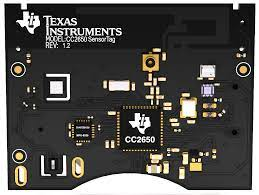 TEXAS
INSTRUMENTS
MODEL:CC2650 SensorTag
REV: 1.2
CC2650